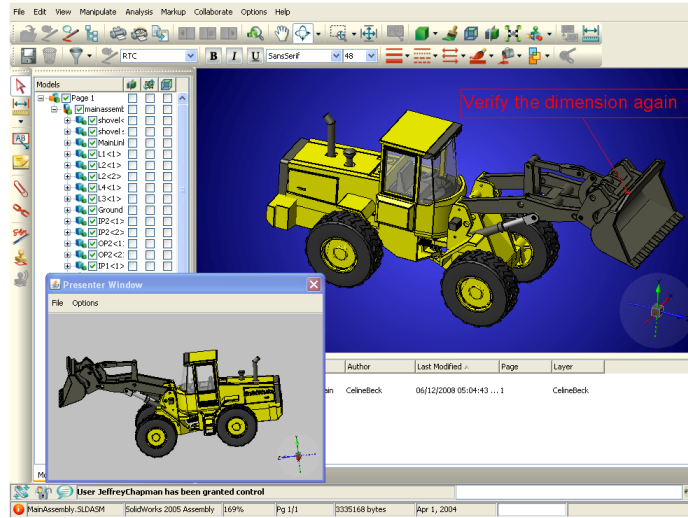 File Edit View Manipulate Analysis Markup Collaborate Options Help
RTC B I U SansSerif 48
Models
Page 1
mainassemb
shovel<
shovel s
MainLinl
L1<1>
L2<1>
L2<2>
L4<1>
L3<1>
Ground
IP2<1>
IP2<2>
OP2<1:
OP2<2:
IP1<1>
Verify the dimension again
Presenter Window
File Options
Author Last Modified Page Layer
ain CelineBeck 06/12/2008 05:04:43 ... 1 CelineBeck
User JeffreyChapman has been granted control
MainAssembly.SLDASM SolidWorks 2005 Assembly 169% Pg 1/1 3335168 bytes Apr 1, 2004